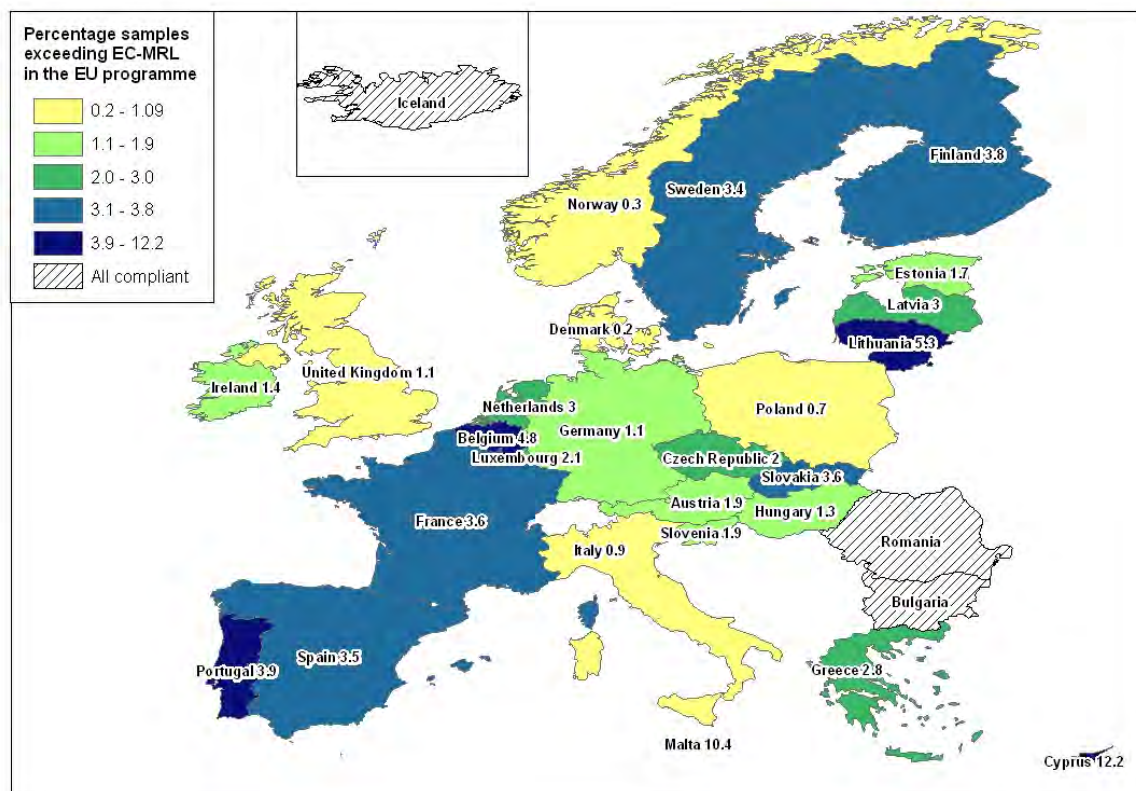 Percentage samples
exceeding EC-MRL
in the EU programme
0.2 - 1.09
1.1 - 1.9
2.0 - 3.0
3.1 - 3.8
3.9 - 12.2
All compliant
Iceland
Finland 3.8
Sweden 3.4
Norway 0.3
Estonia 1.7
Latvia 3
Denmark 0.2
Lithuania 5.3
United Kingdom 1.1
Ireland 1.4
Netherlands 3
Poland 0.7
Germany 1.1
Belgium 4.8
Luxembourg 2.1
Czech Republic 2
Slovakia 3.6
Austria 1.9
Hungary 1.3
France 3.6
Slovenia 1.9
Italy 0.9
Romania
Bulgaria
Spain 3.5
Portugal 3.9
Greece 2.8
Malta 10.4
Cyprus 12.2